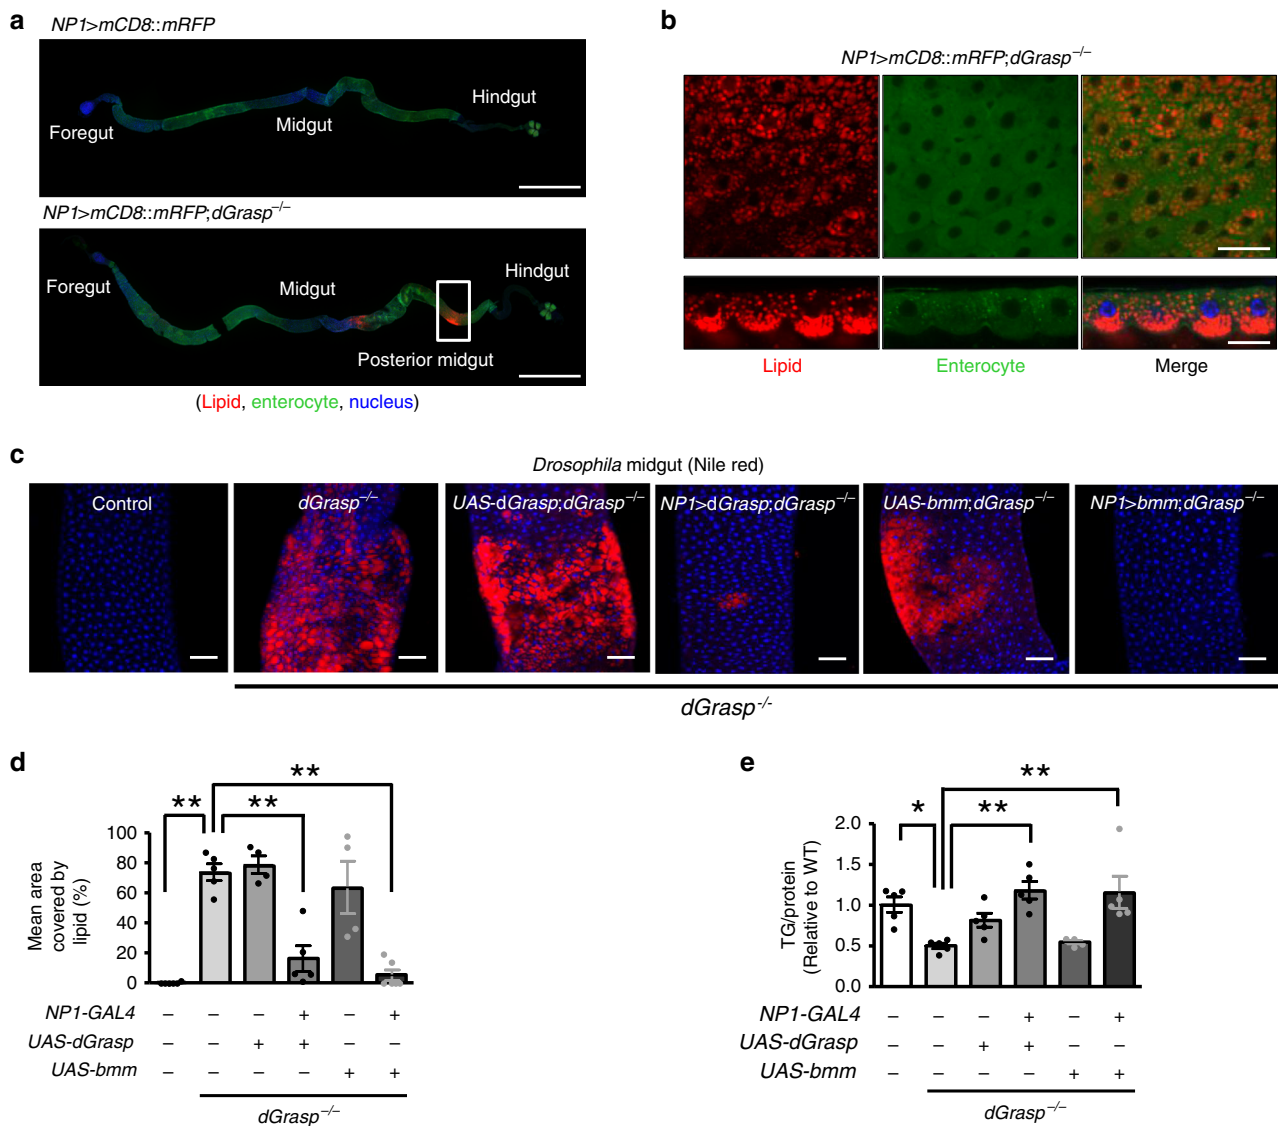 a
NP1>mCD8::mRFP
Foregut
Midgut
Hindgut
NP1>mCD8::mRFP;dGrasp–/–
Foregut
Midgut
Hindgut
Posterior midgut
(Lipid, enterocyte, nucleus)
b
NP1>mCD8::mRFP;dGrasp–/–
Lipid
Enterocyte
Merge
c
Drosophila midgut (Nile red)
Control
dGrasp–/–
UAS-dGrasp;dGrasp–/–
NP1>dGrasp;dGrasp–/–
UAS-bmm;dGrasp–/–
NP1>bmm;dGrasp–/–
dGrasp-/-
d
**
** **
Mean area
covered by
lipid (%)
100
80
60
40
20
0
NP1-GAL4 – – – + – +
UAS-dGrasp – – + + – –
UAS-bmm – – – – + +
dGrasp–/–
e
**
* **
TG/protein
(Relative to WT)
2.0
1.5
1.0
0.5
0.0
NP1-GAL4 – – – + – +
UAS-dGrasp – – + + – –
UAS-bmm – – – – + +
dGrasp–/–